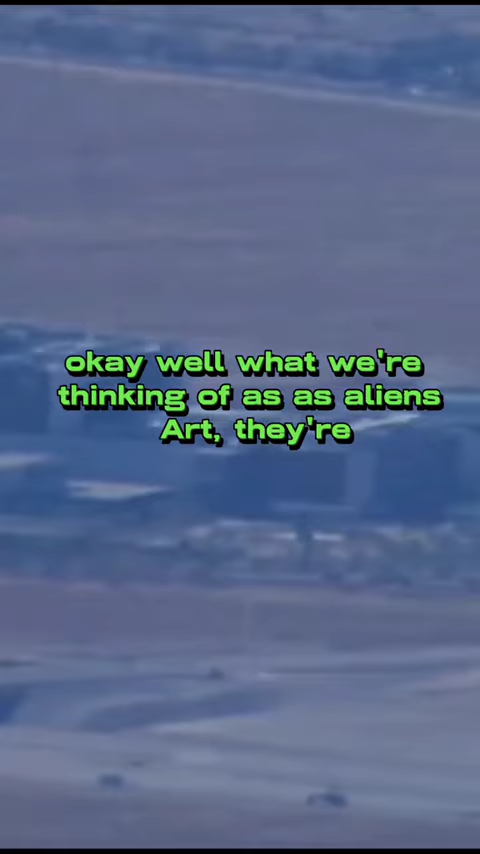 okay well what we're
thinking of as as aliens
Art, they're